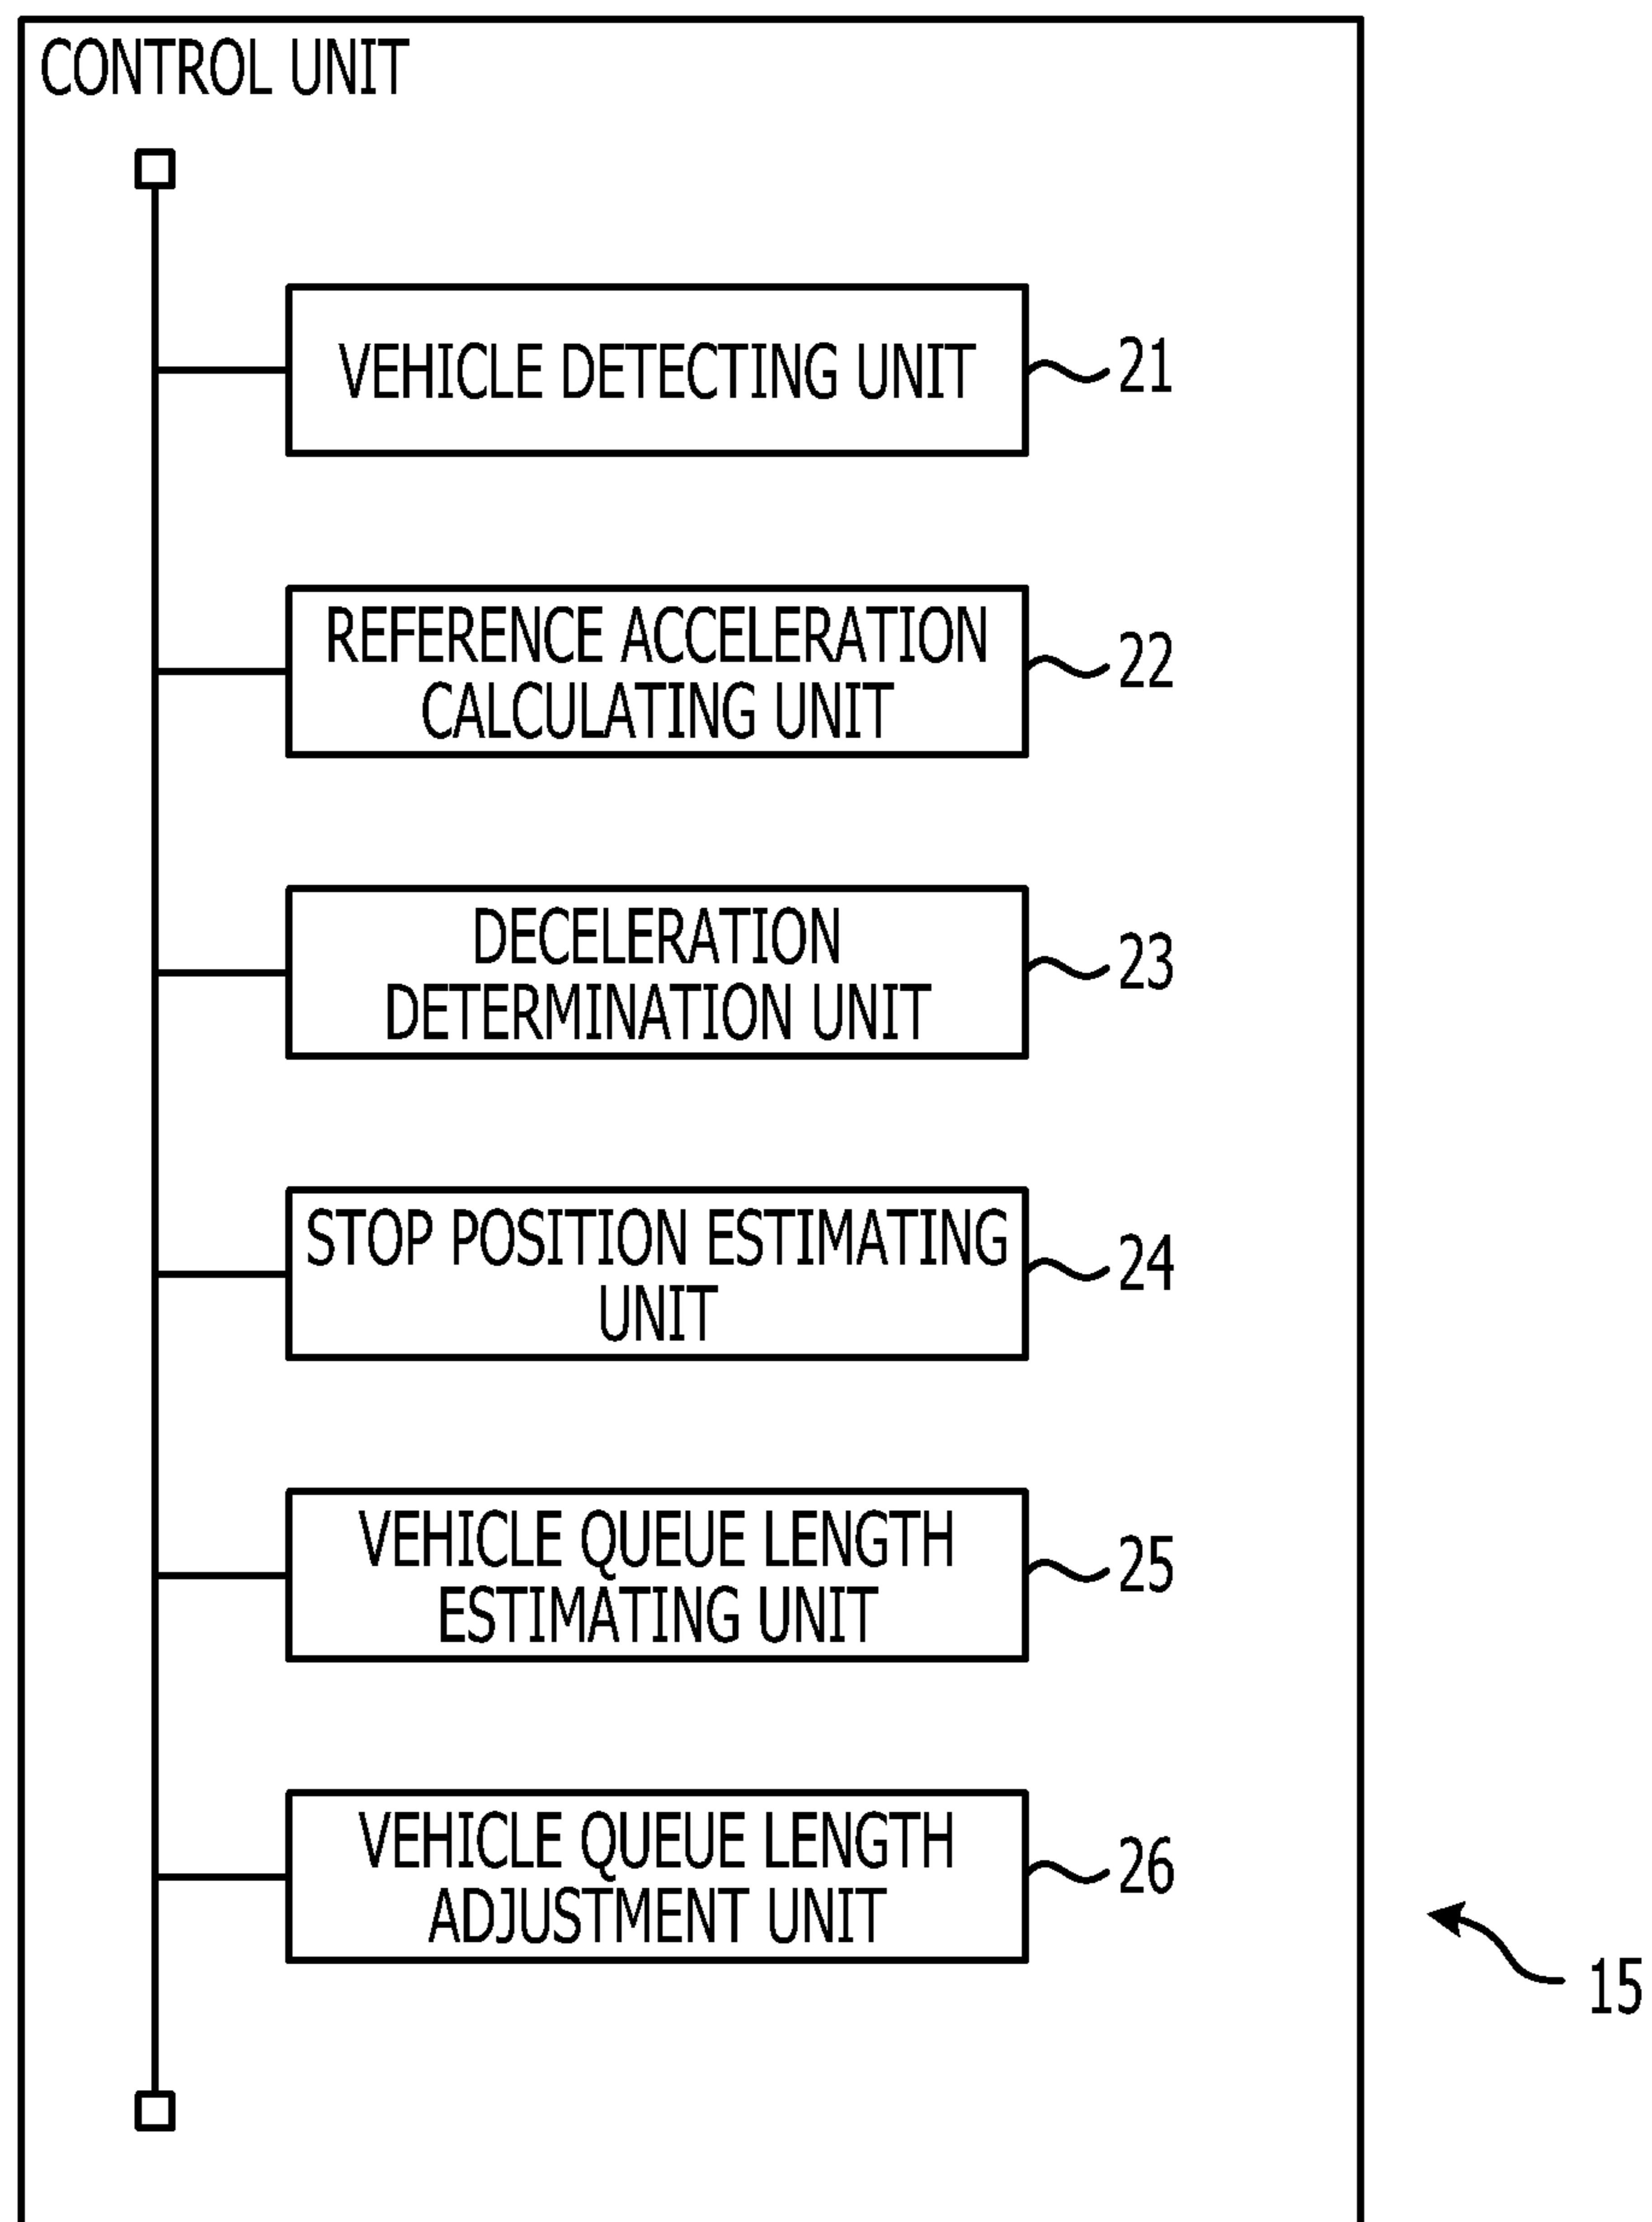 CONTROL UNIT
VEHICLE DETECTING UNIT
21
REFERENCE ACCELERATION
CALCULATING UNIT
22
DECELERATION
DETERMINATION UNIT
23
STOP POSITION ESTIMATING
UNIT
24
VEHICLE QUEUE LENGTH
ESTIMATING UNIT
25
VEHICLE QUEUE LENGTH
ADJUSTMENT UNIT
26
15